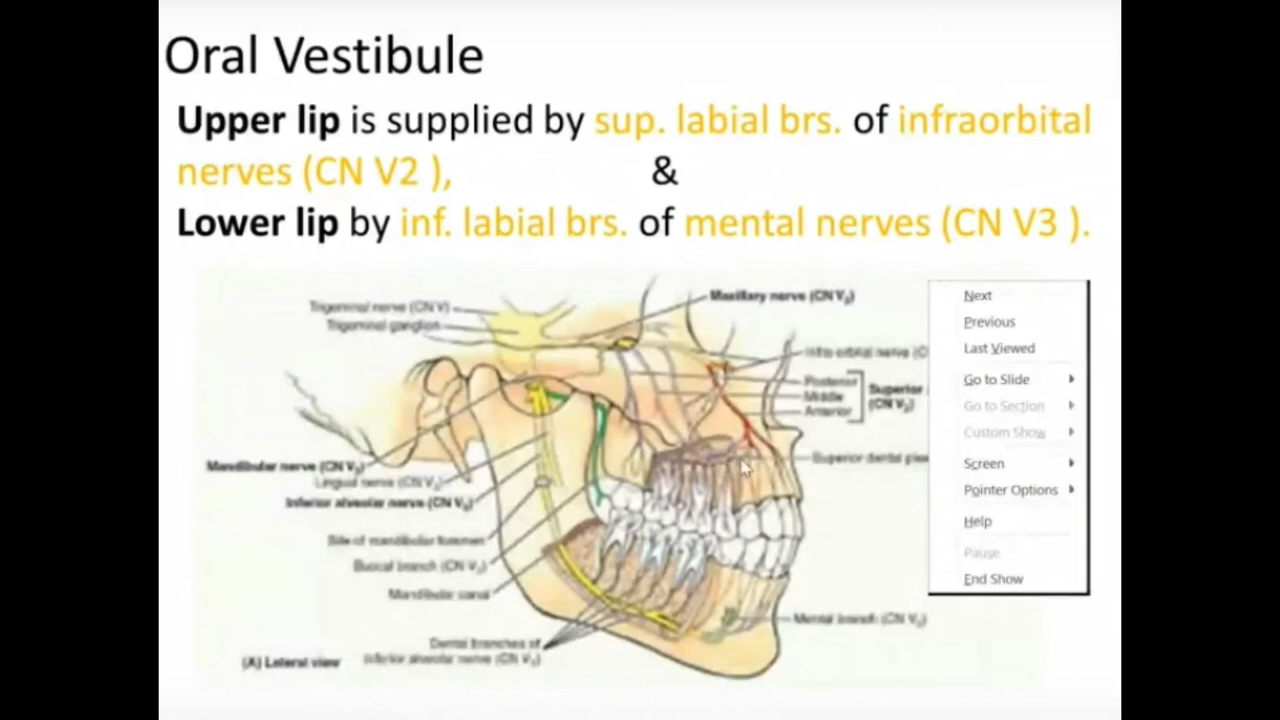 Oral Vestibule
Upper lip is supplied by sup. labial brs. of infraorbital
nerves (CN V2 ), &
Lower lip by inf. labial brs. of mental nerves (CN V3 ).
Trigeminal nerve (CN V)
Trigeminal ganglion
Maxillary nerve (CN V₂)
Infra-orbital nerve (C
Posterior
Middle
Anterior
Superior
(CN V₂)
Superior dental plex
Mandibular nerve (CN V₃)
Lingual nerve (CN V₃)
Inferior alveolar nerve (CN V₃)
Site of mandibular foramen
Buccal branch (CN V₃)
Mandibular canal
Dental branches of
inferior alveolar nerve (CN V₃)
Mental branch (CN V₃)
(A) Lateral view
Next
Previous
Last Viewed
Go to Slide
Go to Section
Custom Show
Screen
Pointer Options
Help
Pause
End Show